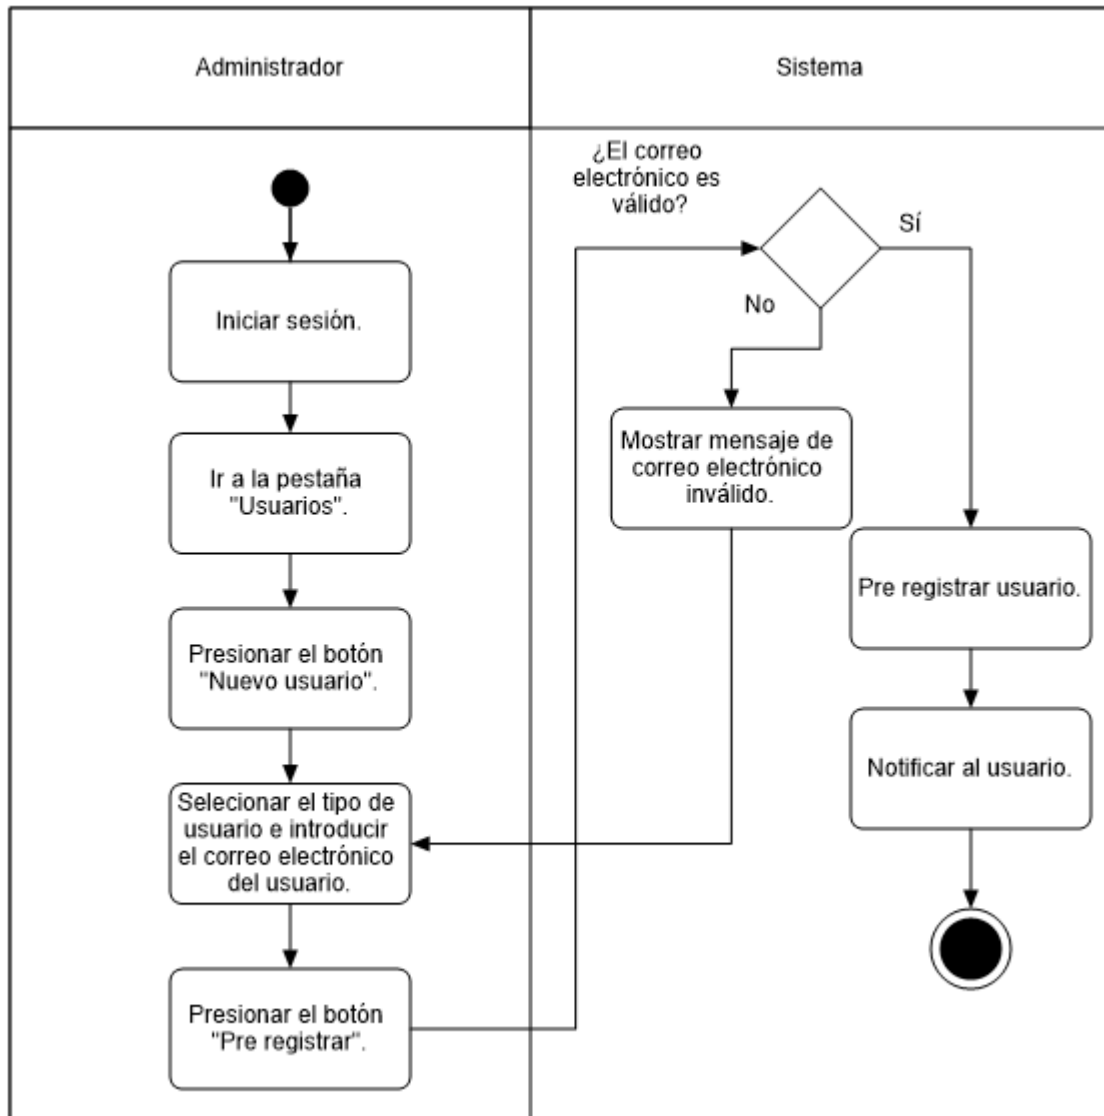 Administrador
Sistema
Iniciar sesión.
Ir a la pestaña
"Usuarios".
Presionar el botón
"Nuevo usuario".
Selecionar el tipo de
usuario e introducir
el correo electrónico
del usuario.
Presionar el botón
"Pre registrar".
¿El correo
electrónico es
válido?
Sí
No
Mostrar mensaje de
correo electrónico
inválido.
Pre registrar usuario.
Notificar al usuario.